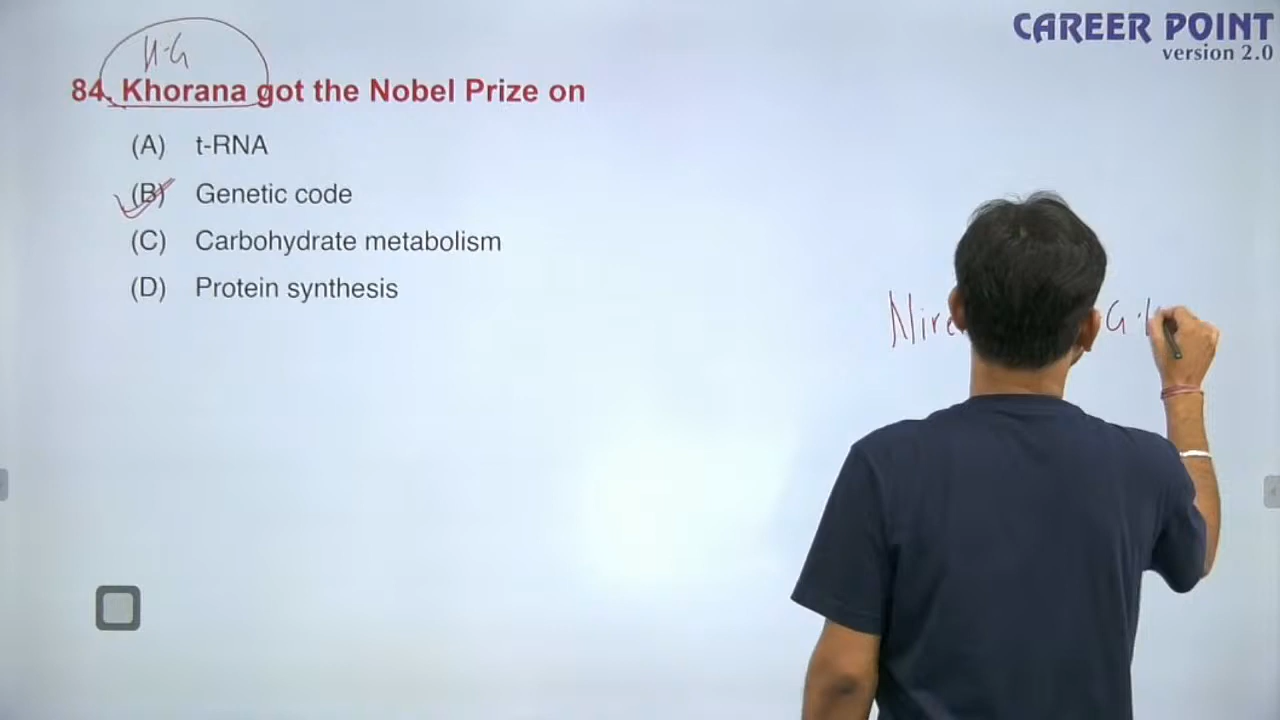 CAREER POINT
version 2.0
H.G
84. Khorana got the Nobel Prize on
(A) t-RNA
(B) Genetic code
(C) Carbohydrate metabolism
(D) Protein synthesis